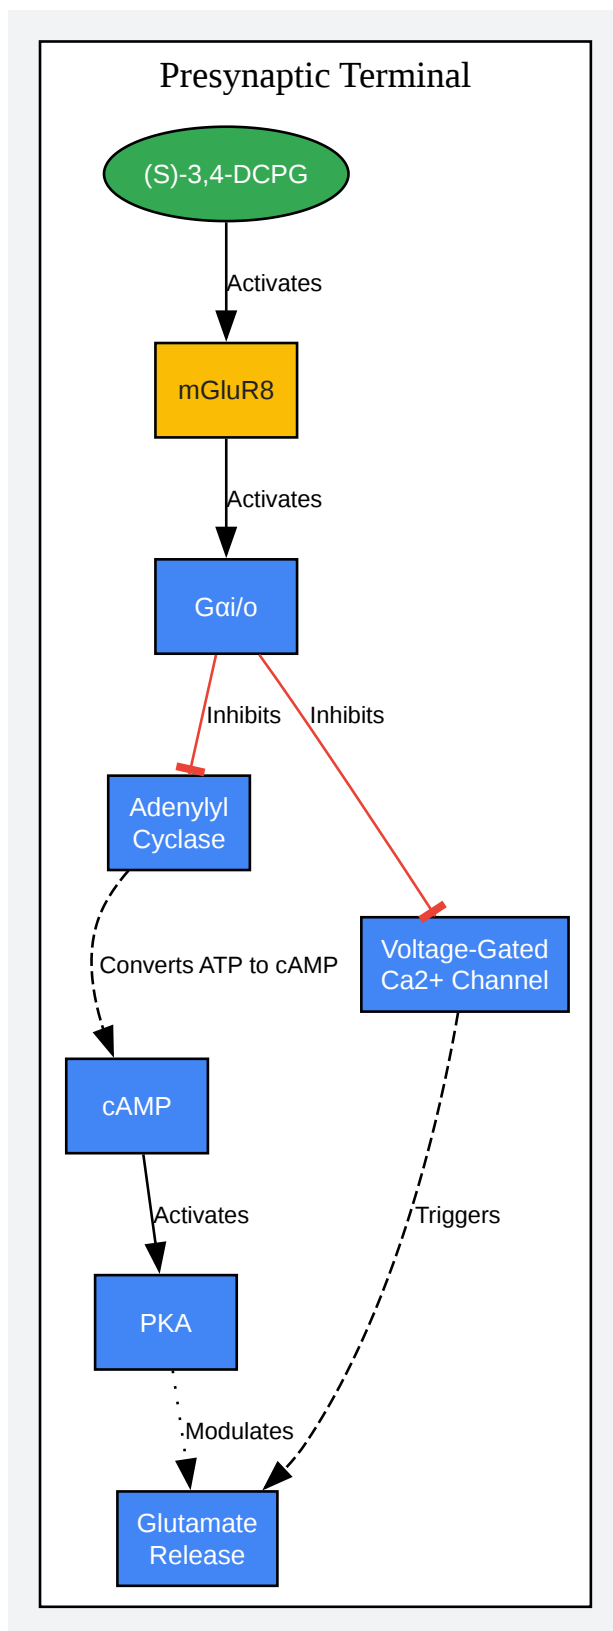 Presynaptic Terminal
(S)-3,4-DCPG
Activates
mGluR8
Activates
Gαi/o
Inhibits
Inhibits
Adenylyl
Cyclase
Voltage-Gated
Ca2+ Channel
Converts ATP to cAMP
cAMP
Activates
Triggers
PKA
Modulates
Glutamate
Release